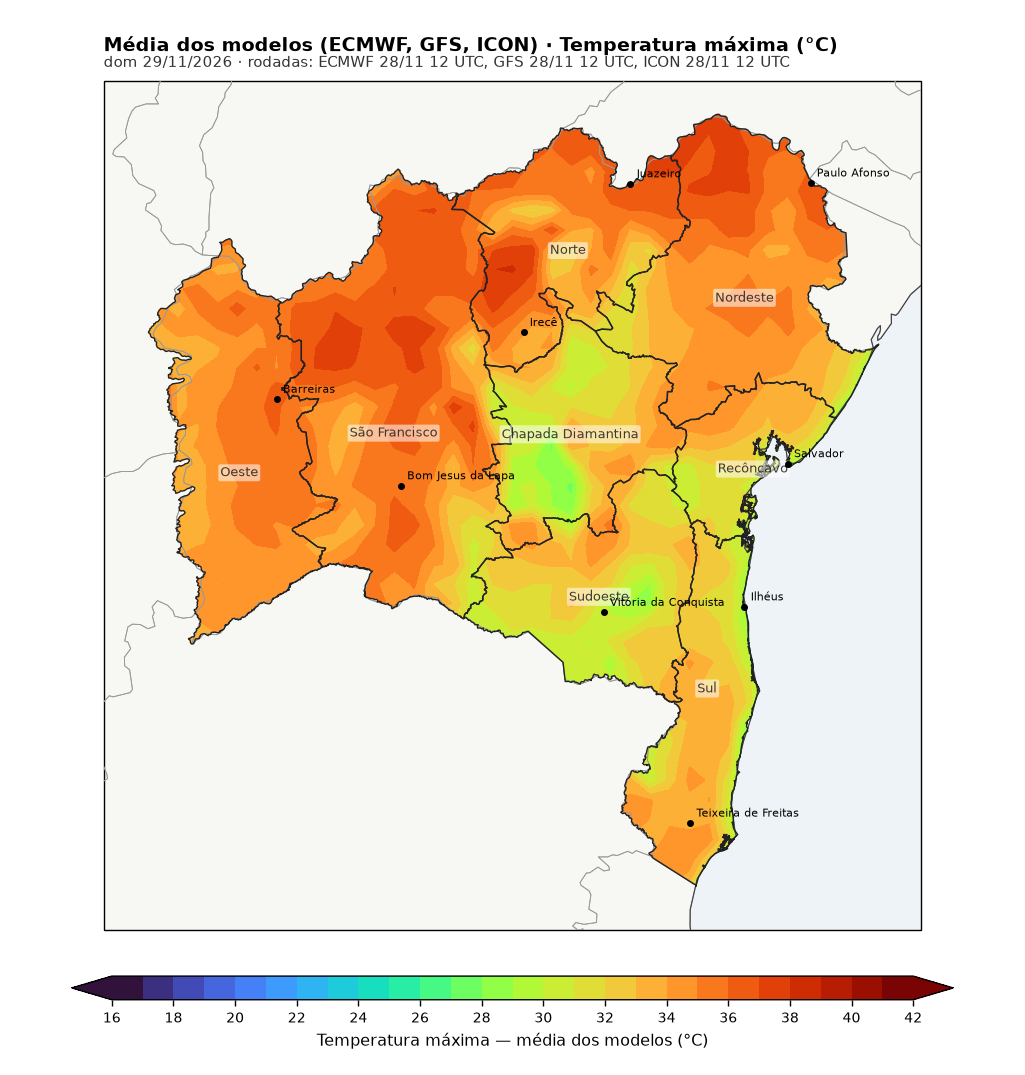 Média dos modelos (ECMWF, GFS, ICON) · Temperatura máxima (°C)
dom 29/11/2026 · rodadas: ECMWF 28/11 12 UTC, GFS 28/11 12 UTC, ICON 28/11 12 UTC
Juazeiro
Paulo Afonso
Norte
Nordeste
Irecê
Barreiras
São Francisco
Chapada Diamantina
Salvador
Oeste
Recôncavo
Bom Jesus da Lapa
Sudoeste
Vitória da Conquista
Ilhéus
Sul
Teixeira de Freitas
16 18 20 22 24 26 28 30 32 34 36 38 40 42
Temperatura máxima — média dos modelos (°C)